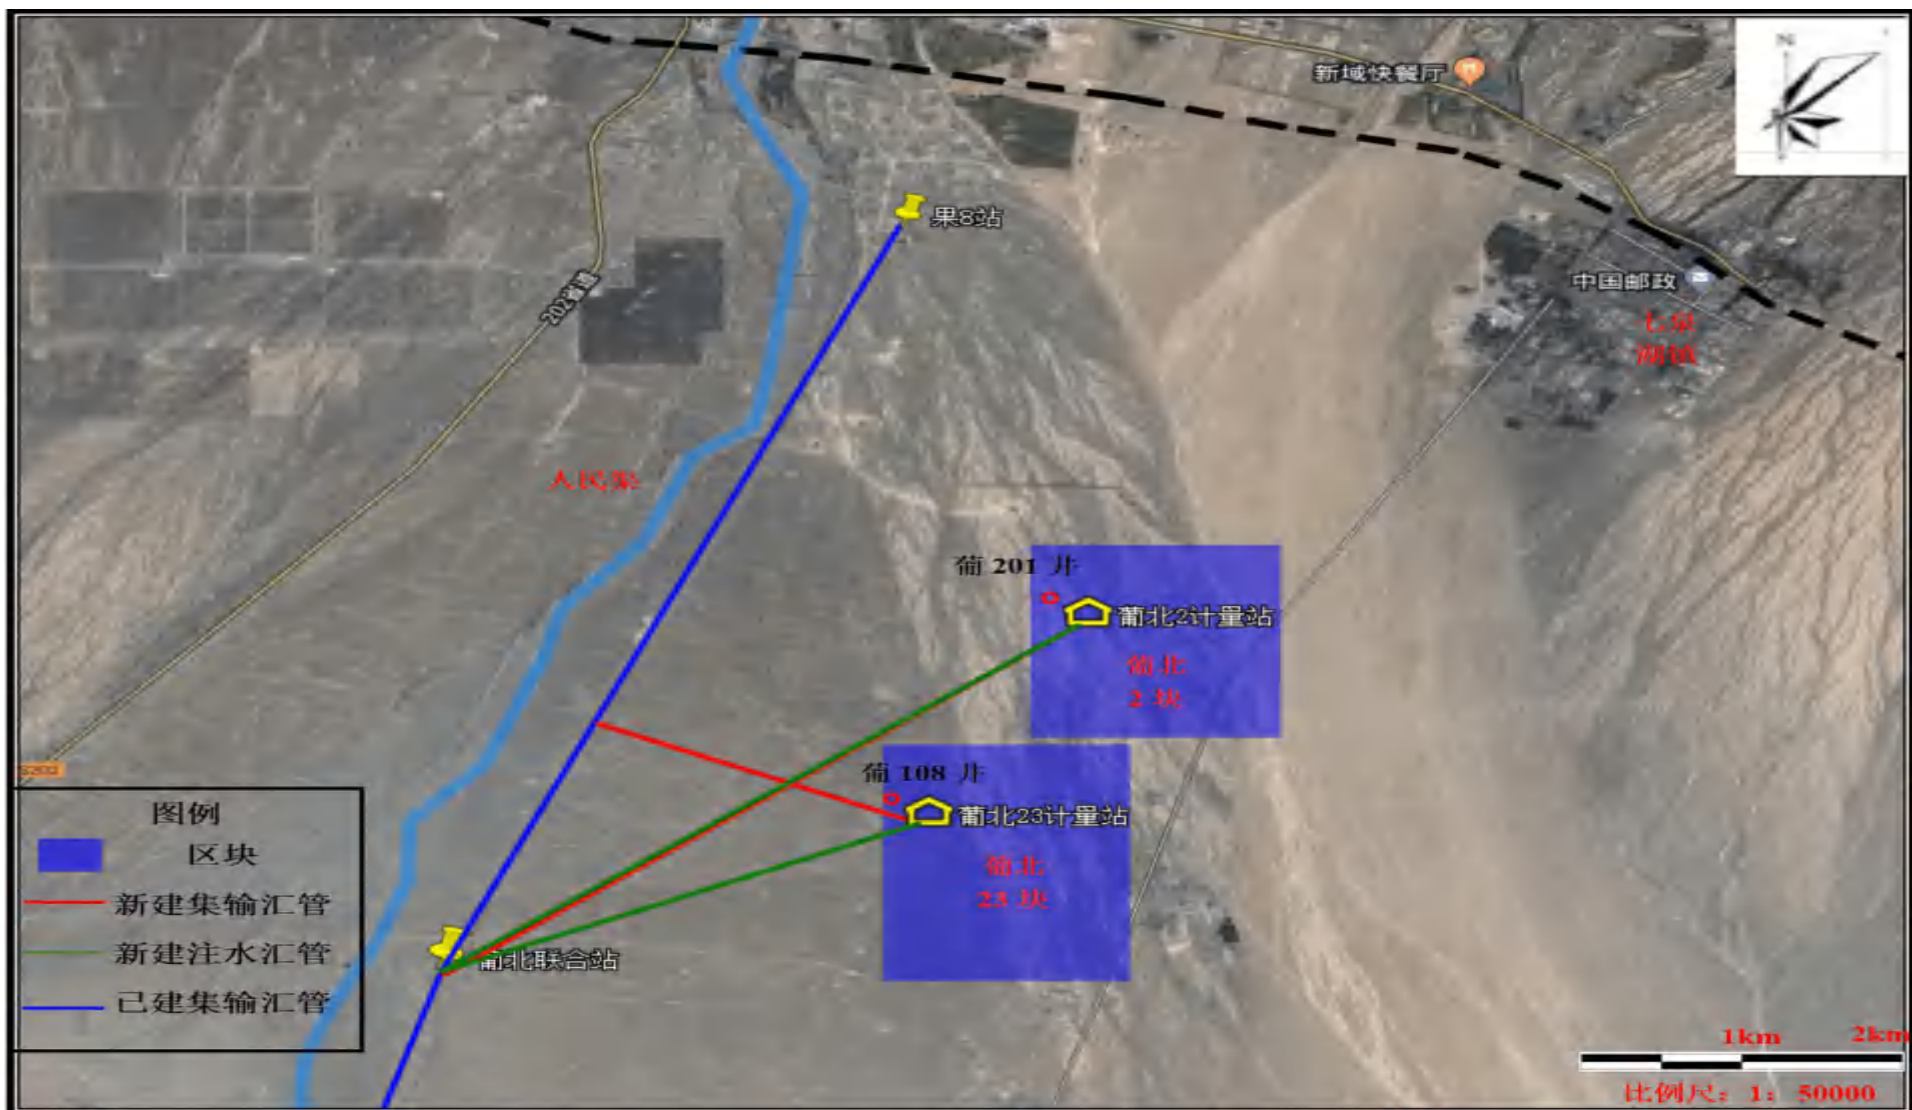 N
新域快餐厅
果8站
202省道
中国邮政
七泉
湖镇
人民渠
葡 201 井
葡北2计量站
葡北
2 块
S202
葡 108 井
葡北23计量站
葡北
23 块
葡北联合站
图例
区块
新建集输汇管
新建注水汇管
已建集输汇管
1km 2km
比例尺：1：50000